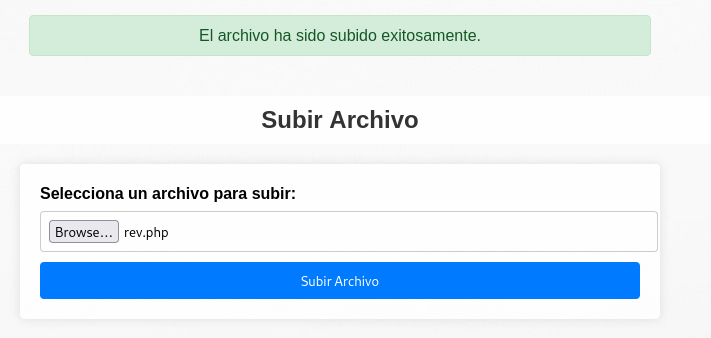 El archivo ha sido subido exitosamente.
Subir Archivo
Selecciona un archivo para subir:
Browse... rev.php
Subir Archivo